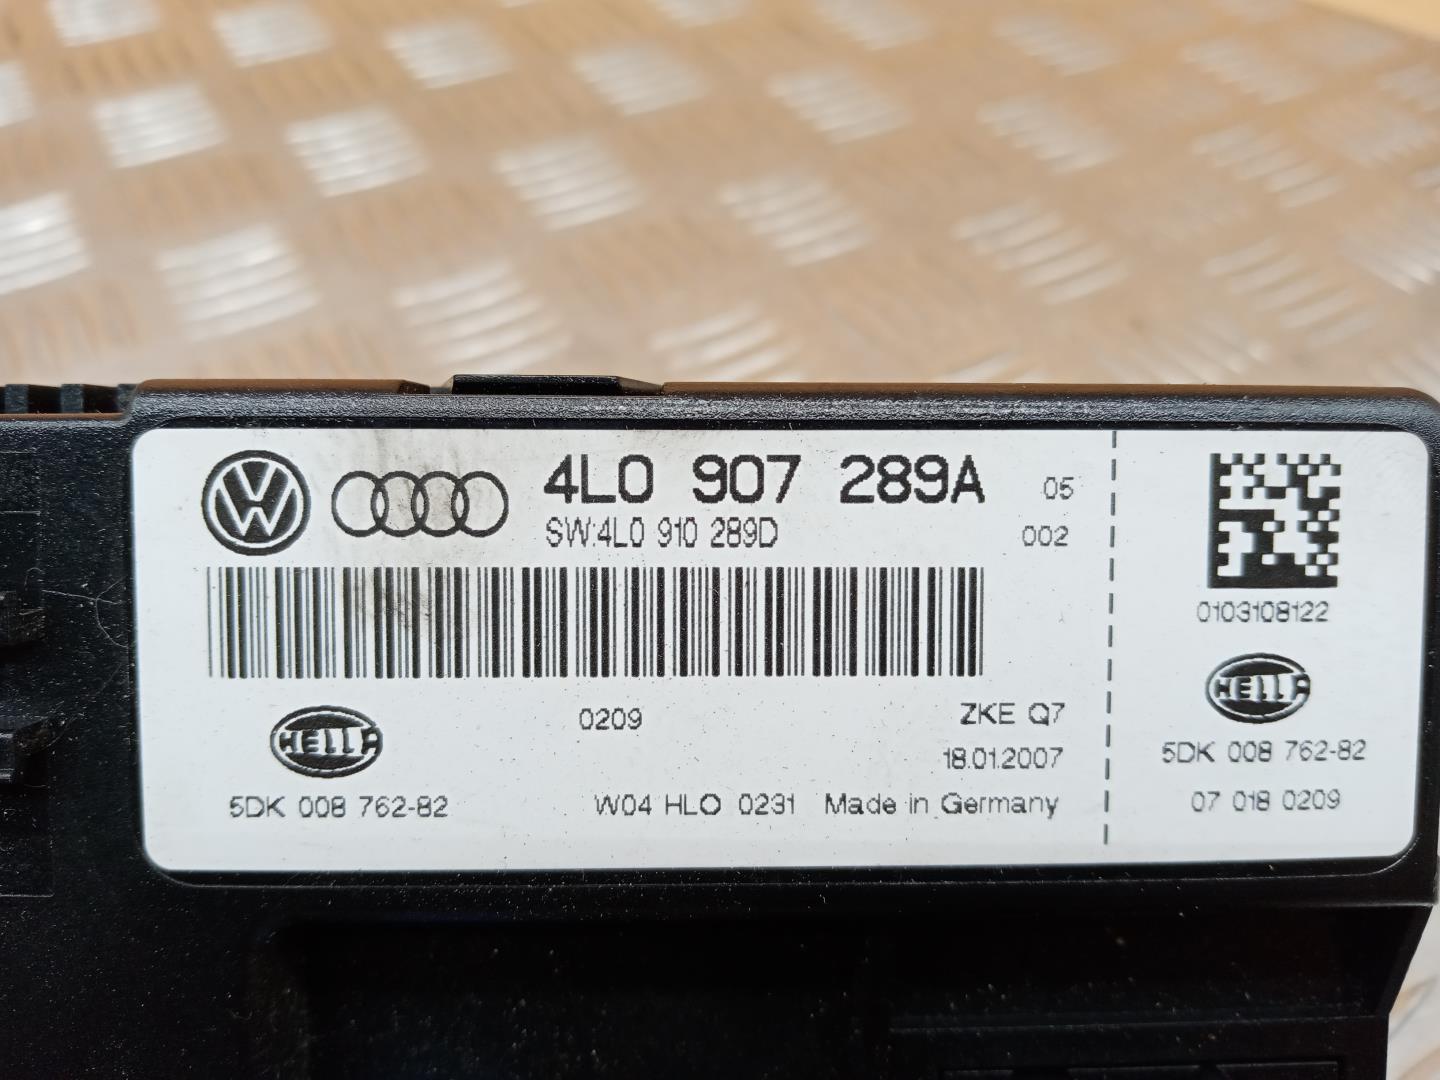 4L0 907 289A 05
SW:4L0 910 289D 002
0209 ZKE Q7
18.01.2007
HELLA
5DK 008 762-82 W04 HLO 0231 Made in Germany
0103108122
HELLA
5DK 008 762-82
07 018 0209